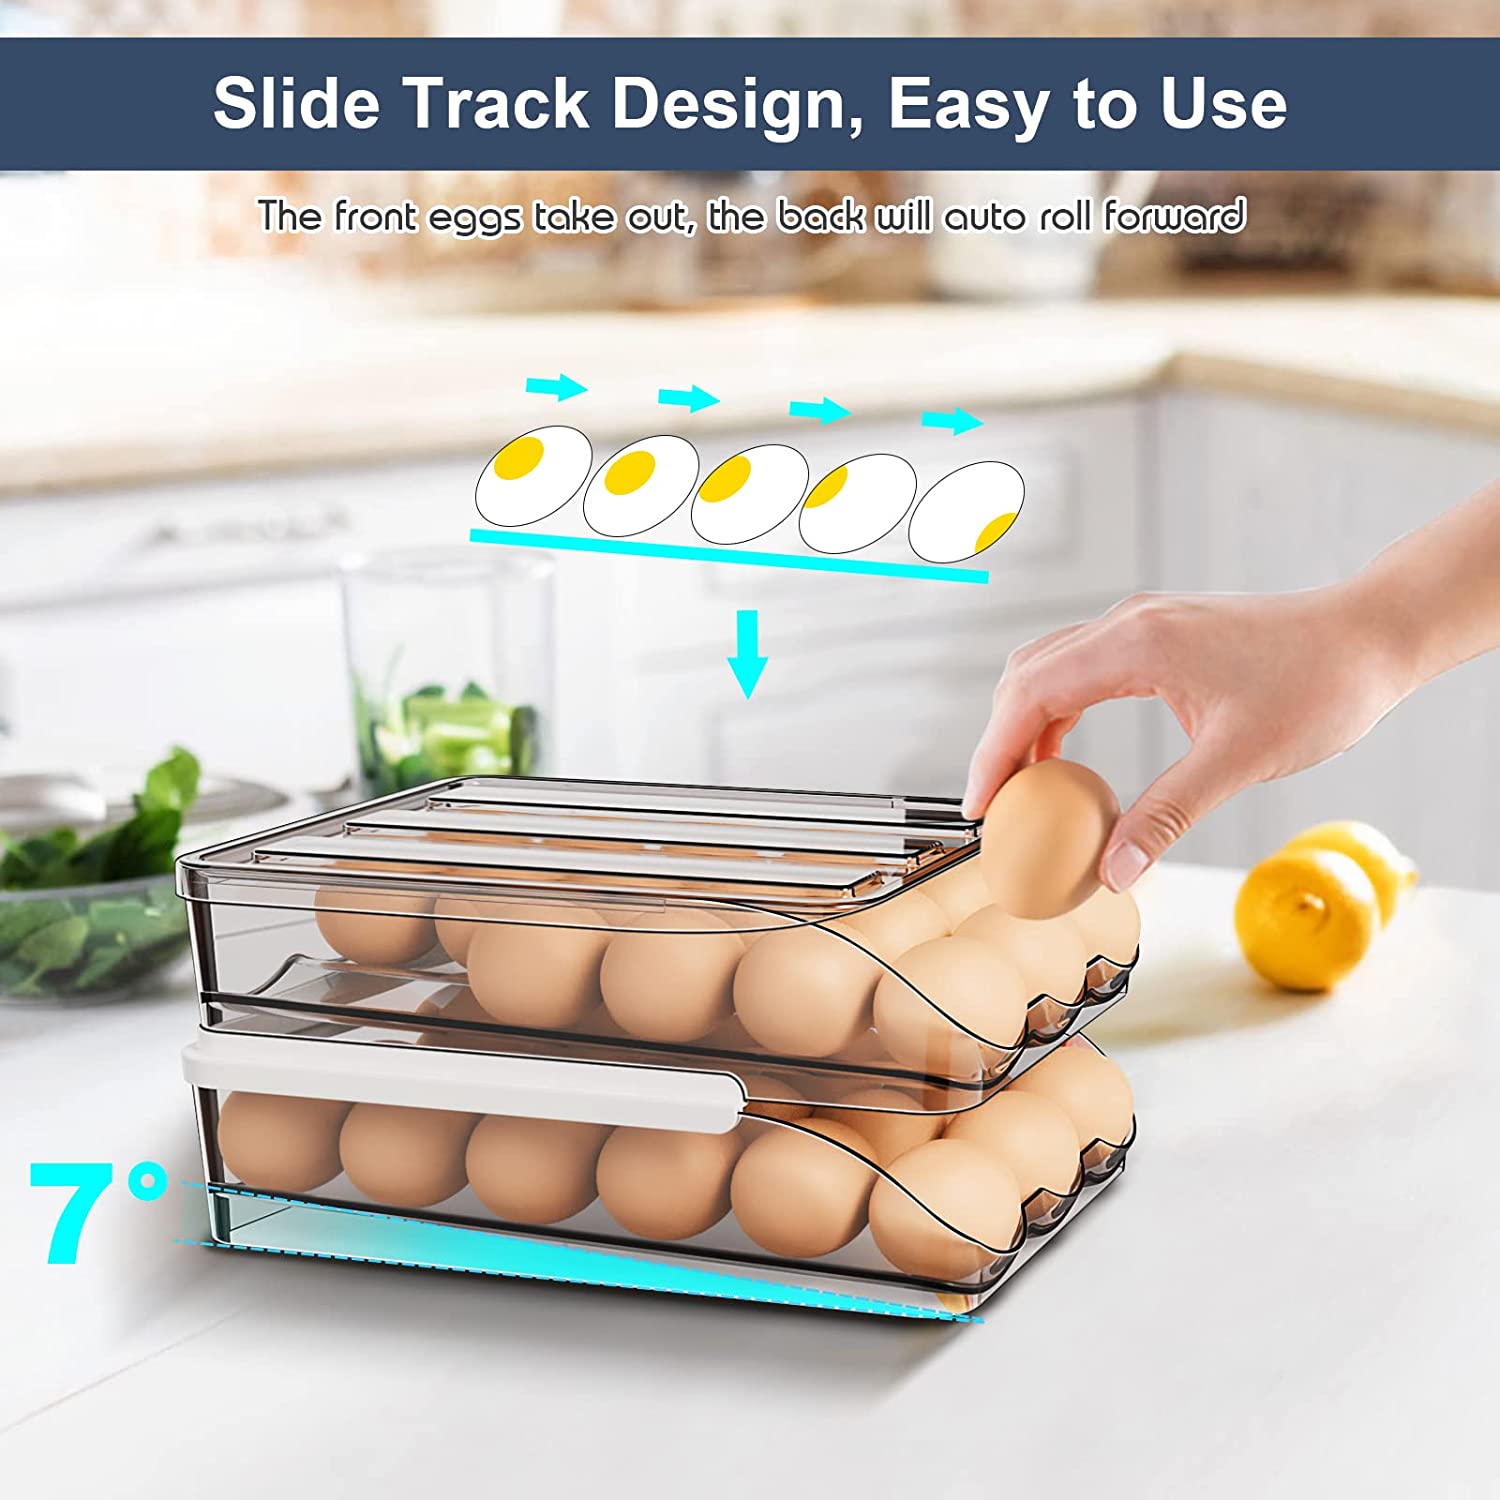 Slide Track Design, Easy to Use
The front eggs take out, the back will auto roll forward
7°